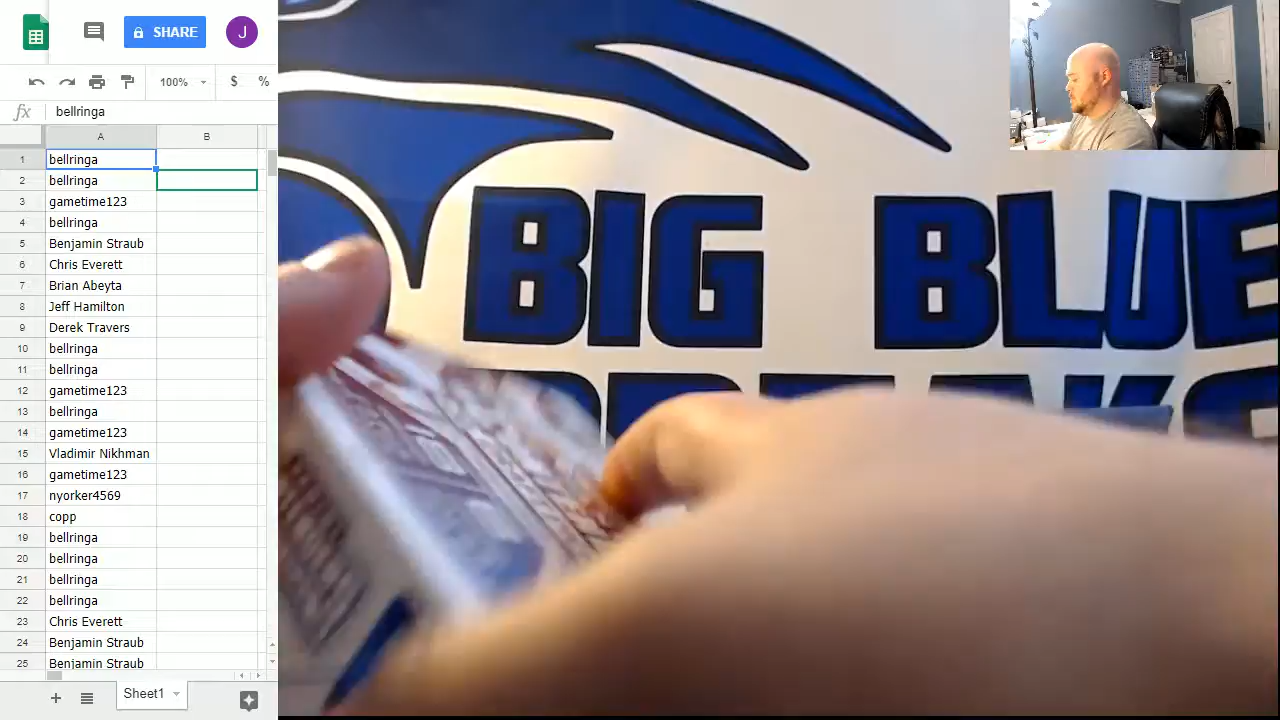 SHARE
J
100%
$
%
fx
bellringa
A
B
1 bellringa
2 bellringa
3 gametime123
4 bellringa
5 Benjamin Straub
6 Chris Everett
7 Brian Abeyta
8 Jeff Hamilton
9 Derek Travers
10 bellringa
11 bellringa
12 gametime123
13 bellringa
14 gametime123
15 Vladimir Nikhman
16 gametime123
17 nyorker4569
18 copp
19 bellringa
20 bellringa
21 bellringa
22 bellringa
23 Chris Everett
24 Benjamin Straub
25 Benjamin Straub
Sheet1
BIG BLUE